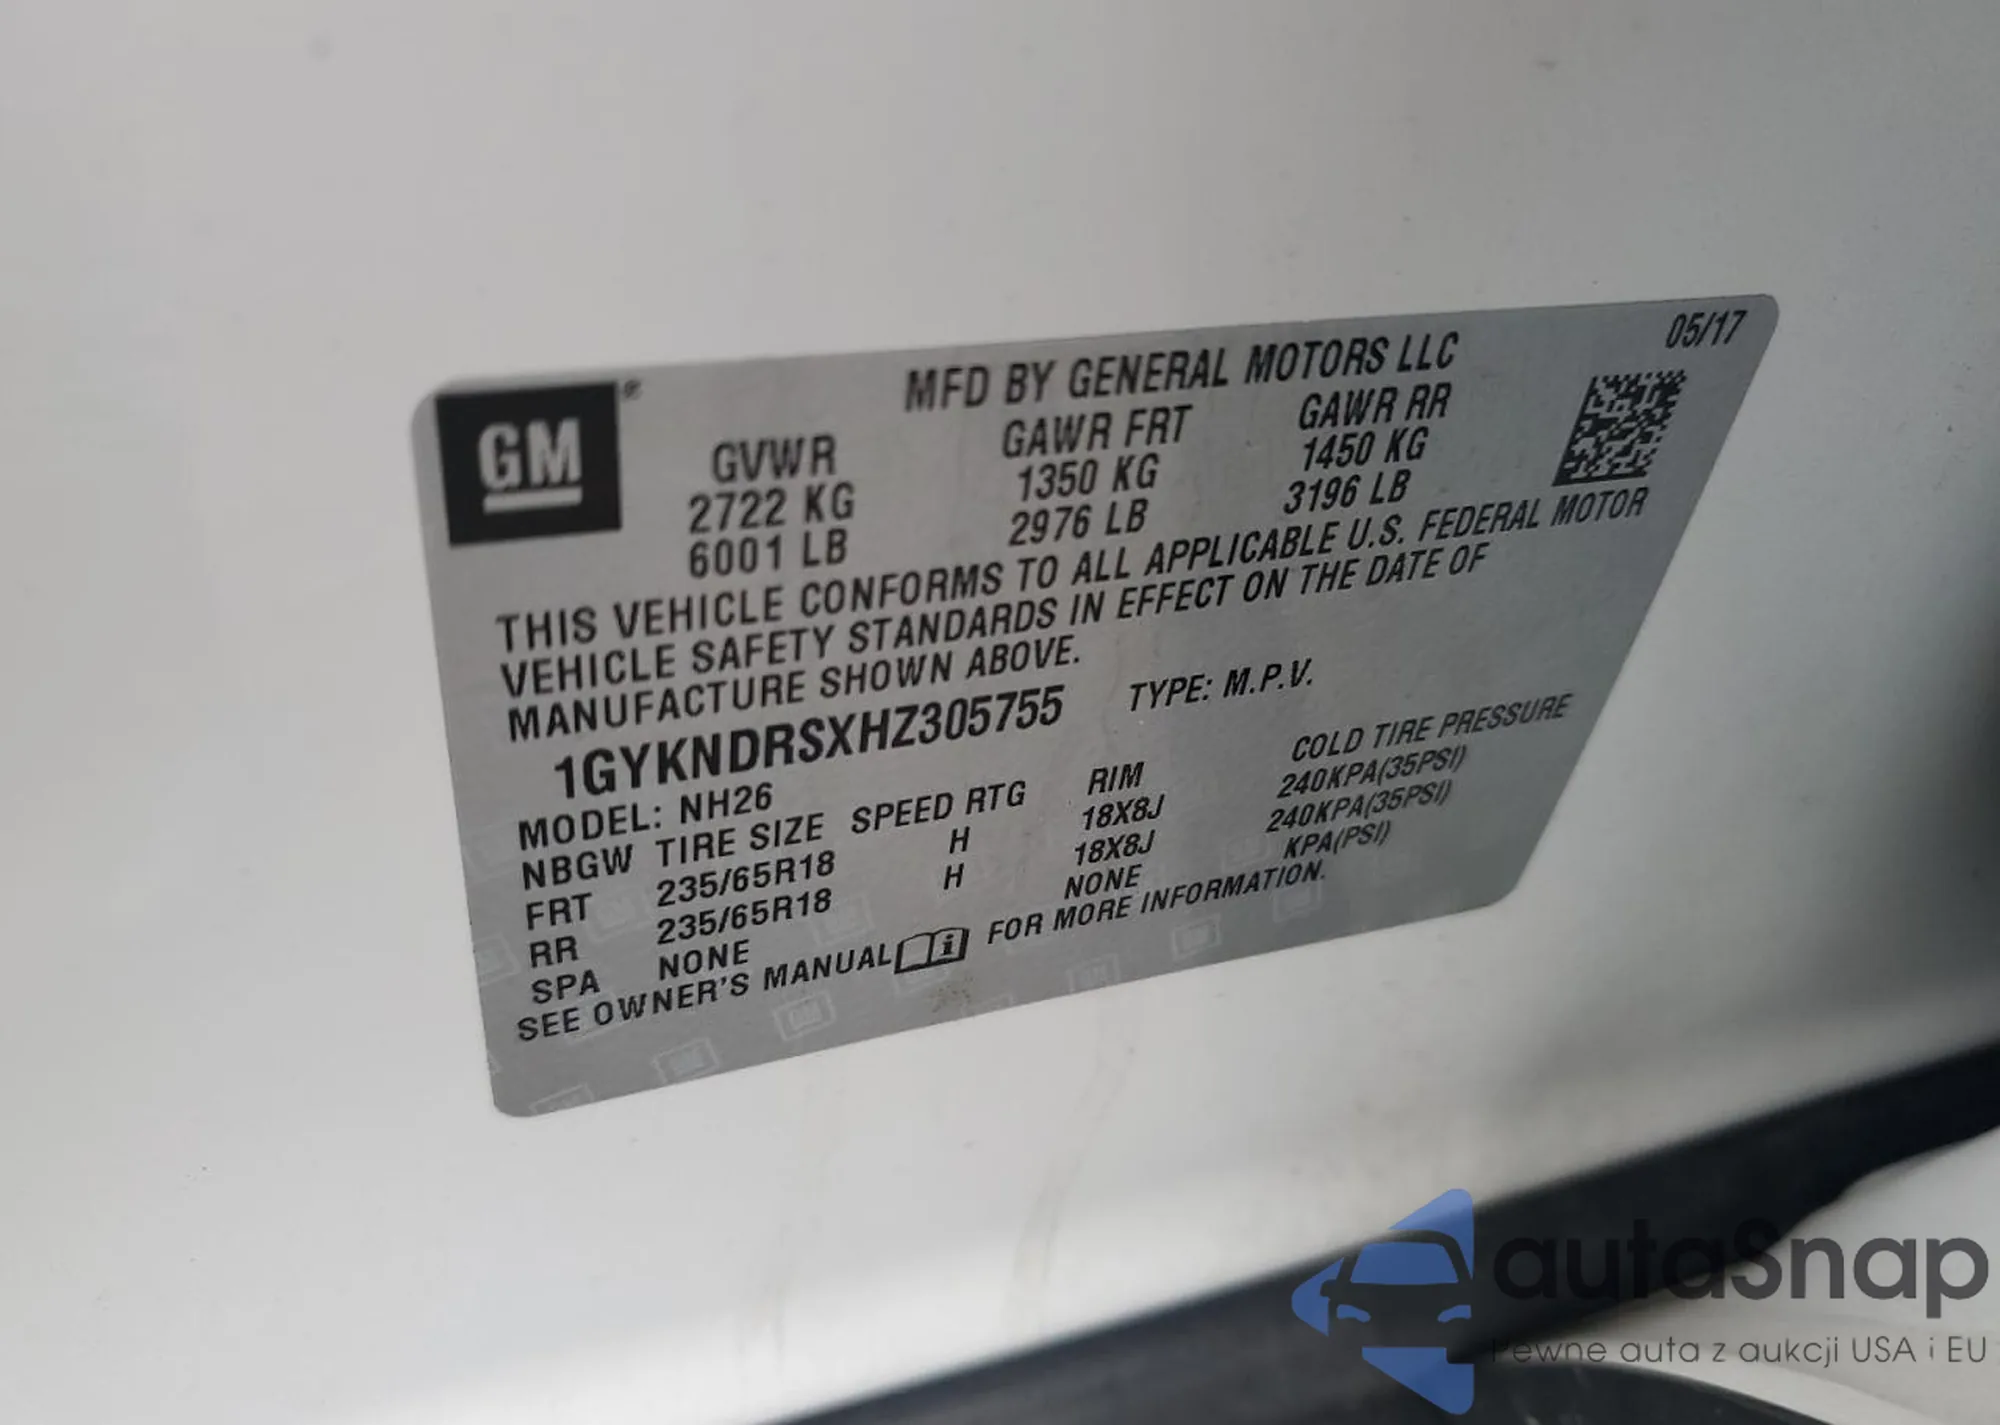 GM®
MFD BY GENERAL MOTORS LLC
05/17
GVWR GAWR FRT GAWR RR
2722 KG 1350 KG 1450 KG
6001 LB 2976 LB 3196 LB
THIS VEHICLE CONFORMS TO ALL APPLICABLE U.S. FEDERAL MOTOR
VEHICLE SAFETY STANDARDS IN EFFECT ON THE DATE OF
MANUFACTURE SHOWN ABOVE.
1GYKNDRSXHZ305755 TYPE: M.P.V.
MODEL: NH26
NBGW TIRE SIZE SPEED RTG RIM COLD TIRE PRESSURE
FRT 235/65R18 H 18X8J 240KPA(35PSI)
RR 235/65R18 H 18X8J 240KPA(35PSI)
SPA NONE NONE KPA(PSI)
SEE OWNER'S MANUAL i FOR MORE INFORMATION.
autaSnap
Pewne auta z aukcji USA i EU